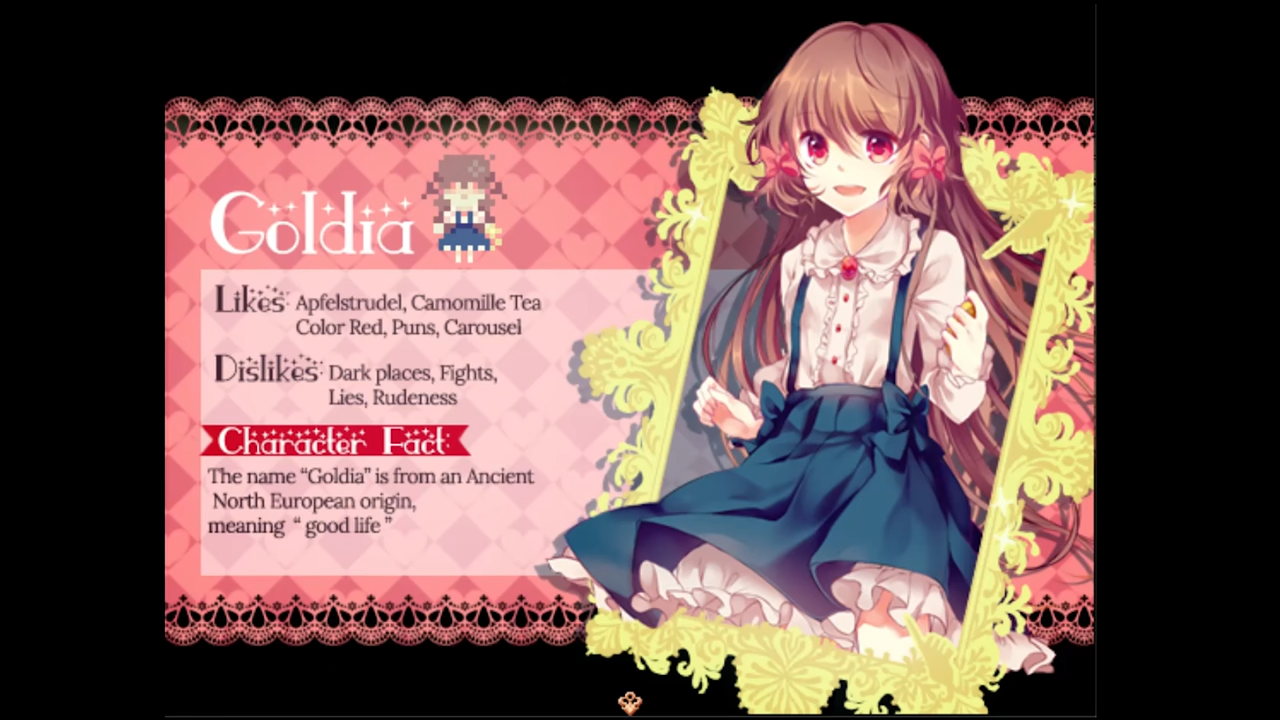 Goldia
Likes: Apfelstrudel, Camomille Tea
Color Red, Puns, Carousel
Dislikes: Dark places, Fights,
Lies, Rudeness
Character Fact:
The name “Goldia” is from an Ancient
North European origin,
meaning “ good life ”